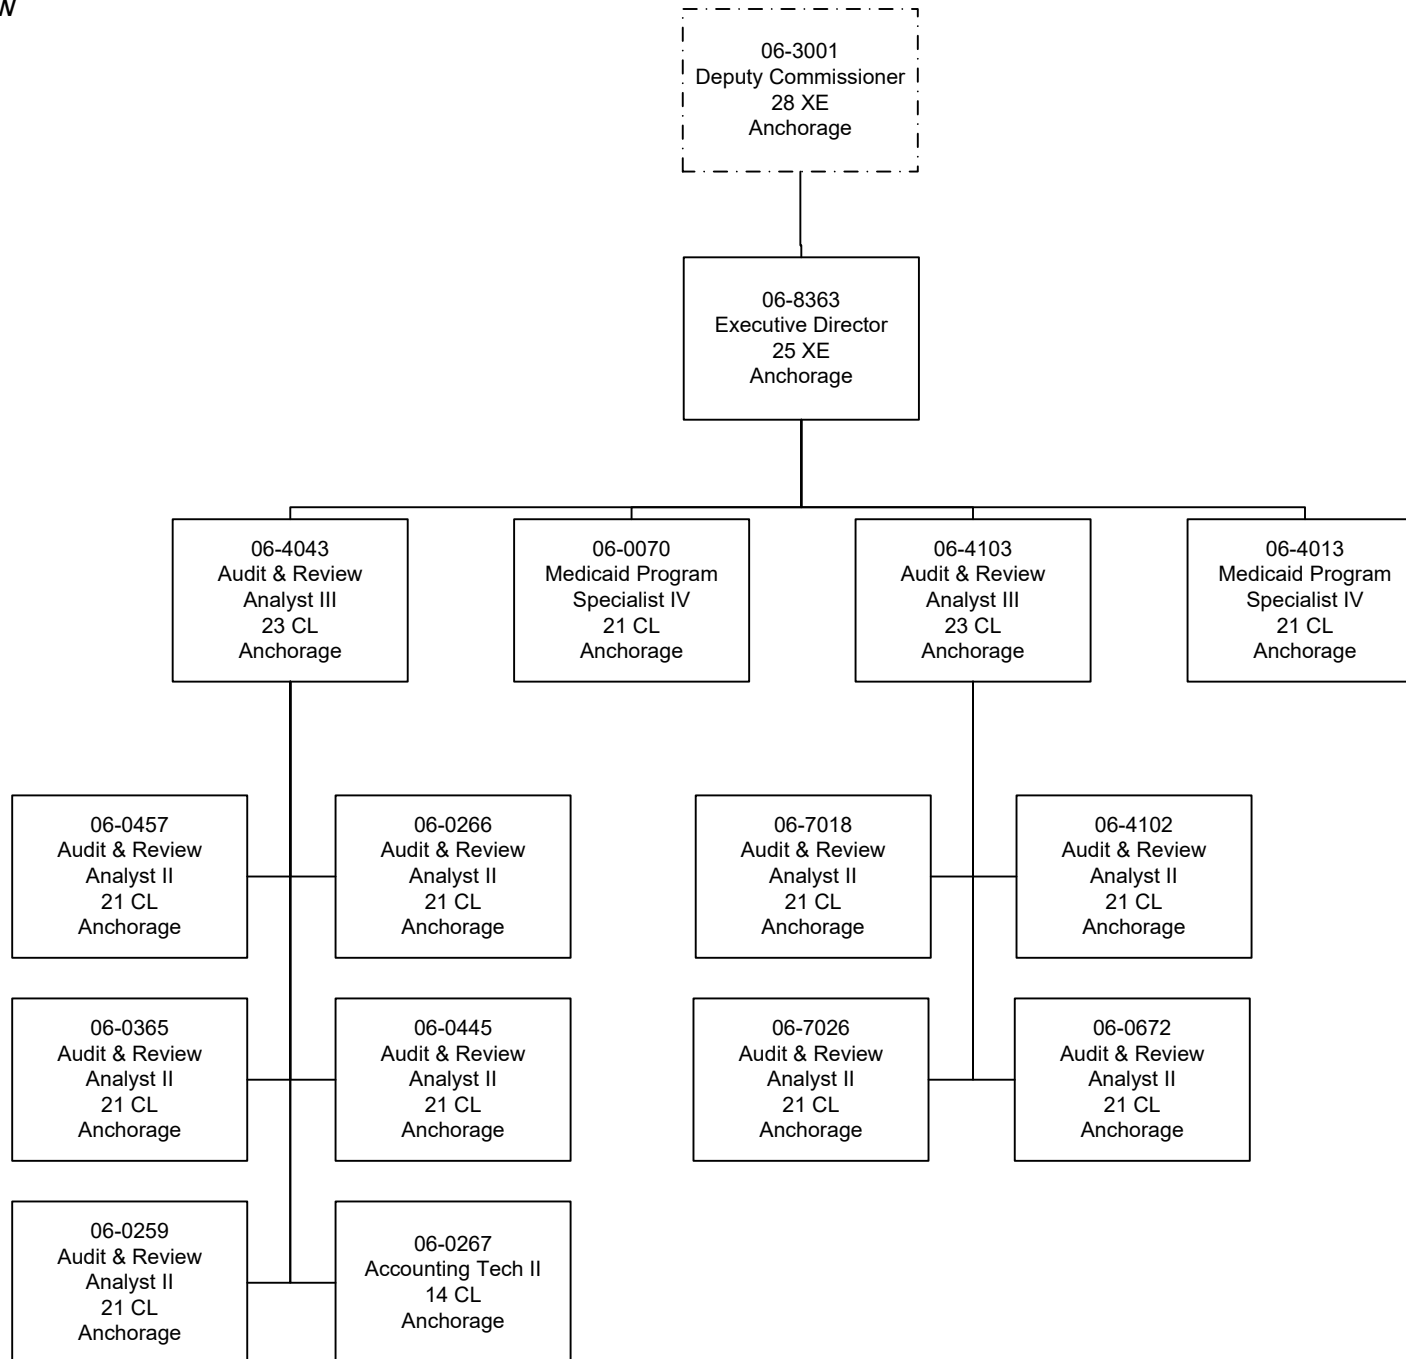 W
06-3001
Deputy Commissioner
28 XE
Anchorage
06-8363
Executive Director
25 XE
Anchorage
06-4043
Audit & Review
Analyst III
23 CL
Anchorage
06-0070
Medicaid Program
Specialist IV
21 CL
Anchorage
06-4103
Audit & Review
Analyst III
23 CL
Anchorage
06-4013
Medicaid Program
Specialist IV
21 CL
Anchorage
06-0457
Audit & Review
Analyst II
21 CL
Anchorage
06-0266
Audit & Review
Analyst II
21 CL
Anchorage
06-7018
Audit & Review
Analyst II
21 CL
Anchorage
06-4102
Audit & Review
Analyst II
21 CL
Anchorage
06-0365
Audit & Review
Analyst II
21 CL
Anchorage
06-0445
Audit & Review
Analyst II
21 CL
Anchorage
06-7026
Audit & Review
Analyst II
21 CL
Anchorage
06-0672
Audit & Review
Analyst II
21 CL
Anchorage
06-0259
Audit & Review
Analyst II
21 CL
Anchorage
06-0267
Accounting Tech II
14 CL
Anchorage